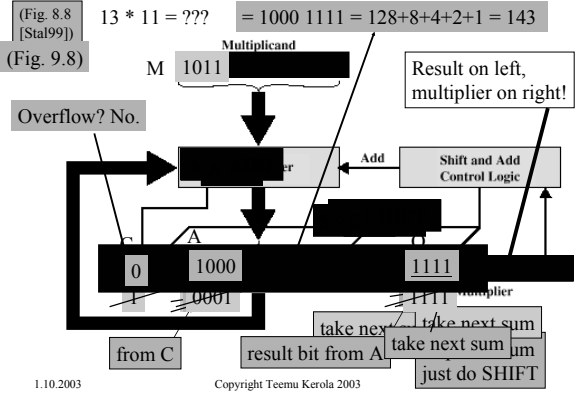 (Fig. 8.8
[Stal99])
(Fig. 9.8)
13 * 11 = ???
= 1000 1111 = 128+8+4+2+1 = 143
Multiplicand
M
1011
Result on left,
multiplier on right!
Overflow? No.
Add
Shift and Add
Control Logic
A
0
1000
1111
1
0001
1111
take next
take next sum
take next sum
from C
result bit from A
just do SHIFT
1.10.2003
Copyright Teemu Kerola 2003